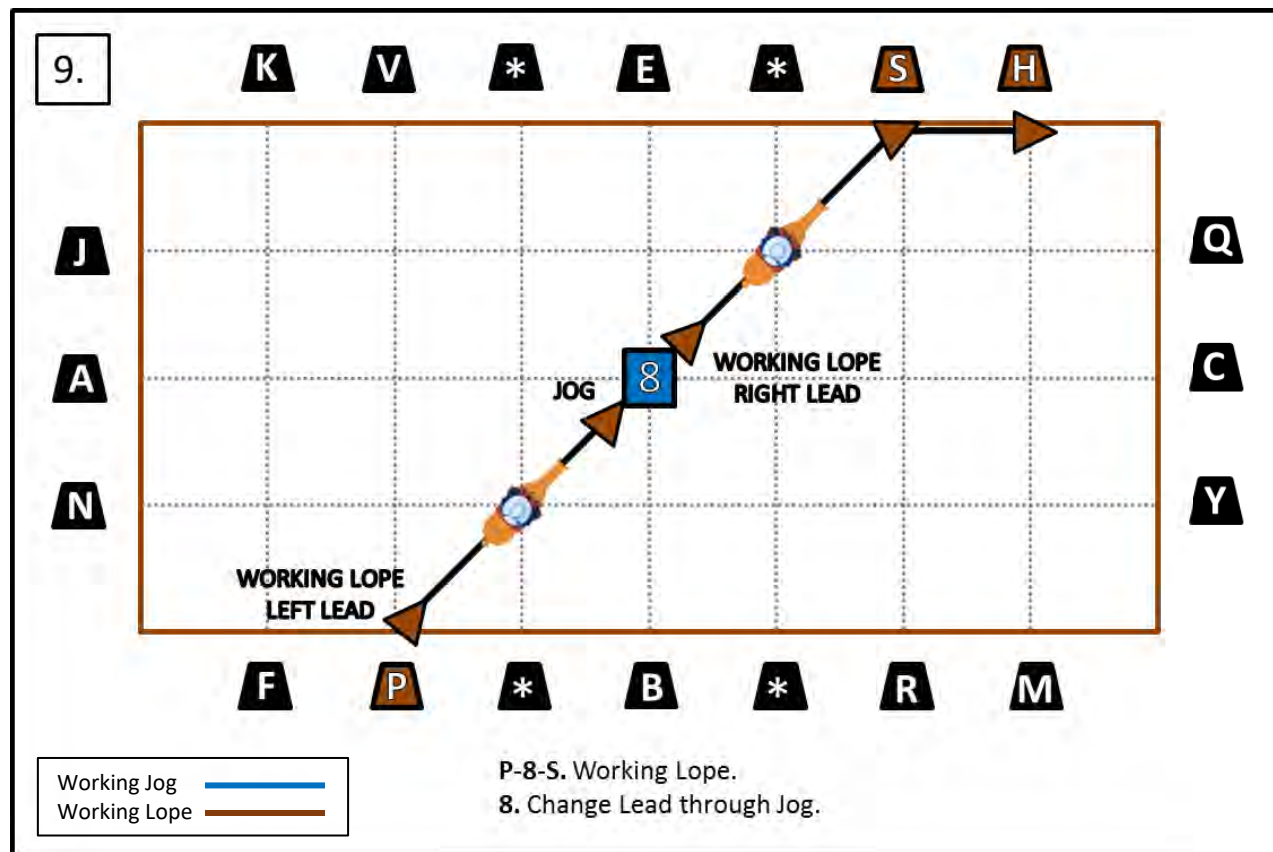 9.
K V * E * S H
J Q
8
WORKING LOPE
RIGHT LEAD
JOG
A C
N Y
WORKING LOPE
LEFT LEAD
F P * B * R M
Working Jog
Working Lope
P-8-S. Working Lope.
8. Change Lead through Jog.